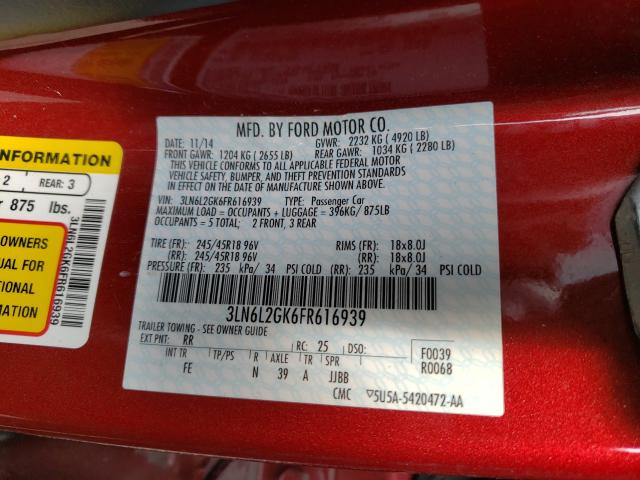 INFORMATION
2 REAR: 3
875 lbs.
OWNERS
UAL FOR
TIONAL
MATION
3LN6L2GK6FR616939
MFD. BY FORD MOTOR CO.
DATE: 11/14 GVWR: 2232 KG ( 4920 LB)
FRONT GAWR: 1204 KG ( 2655 LB) REAR GAWR: 1034 KG ( 2280 LB)
THIS VEHICLE CONFORMS TO ALL APPLICABLE FEDERAL MOTOR
VEHICLE SAFETY, BUMPER, AND THEFT PREVENTION STANDARDS
IN EFFECT ON THE DATE OF MANUFACTURE SHOWN ABOVE.
VIN: 3LN6L2GK6FR616939 TYPE: Passenger Car
MAXIMUM LOAD = OCCUPANTS + LUGGAGE = 396KG/ 875LB
OCCUPANTS = 5 TOTAL: 2 FRONT, 3 REAR
TIRE (FR): 245/45R18 96V RIMS (FR): 18x8.0J
(RR): 245/45R18 96V (RR): 18x8.0J
PRESSURE (FR): 235 kPa/ 34 PSI COLD (RR): 235 kPa/ 34 PSI COLD
3LN6L2GK6FR616939
TRAILER TOWING - SEE OWNER GUIDE
EXT PNT: RR RC: 25 DSO: F0039
INT TR TP/PS R AXLE TR SPR R0068
FE N 39 A JJBB
CMC ▽5U5A-5420472-AA